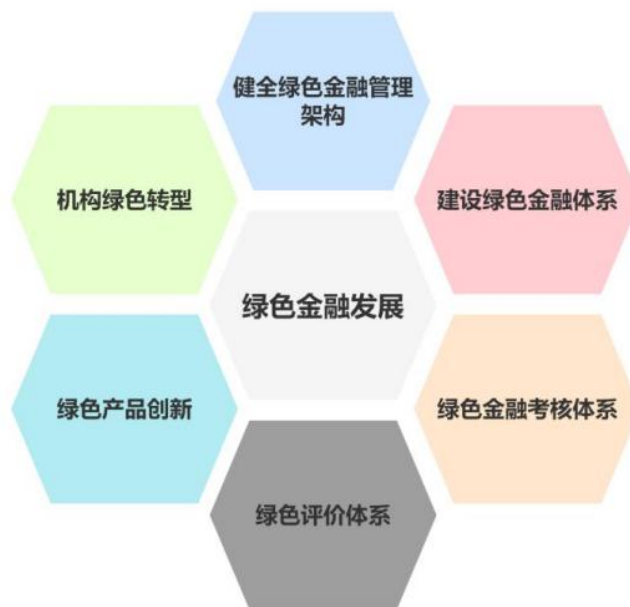 健全绿色金融管理
架构
机构绿色转型
建设绿色金融体系
绿色金融发展
绿色产品创新
绿色金融考核体系
绿色评价体系